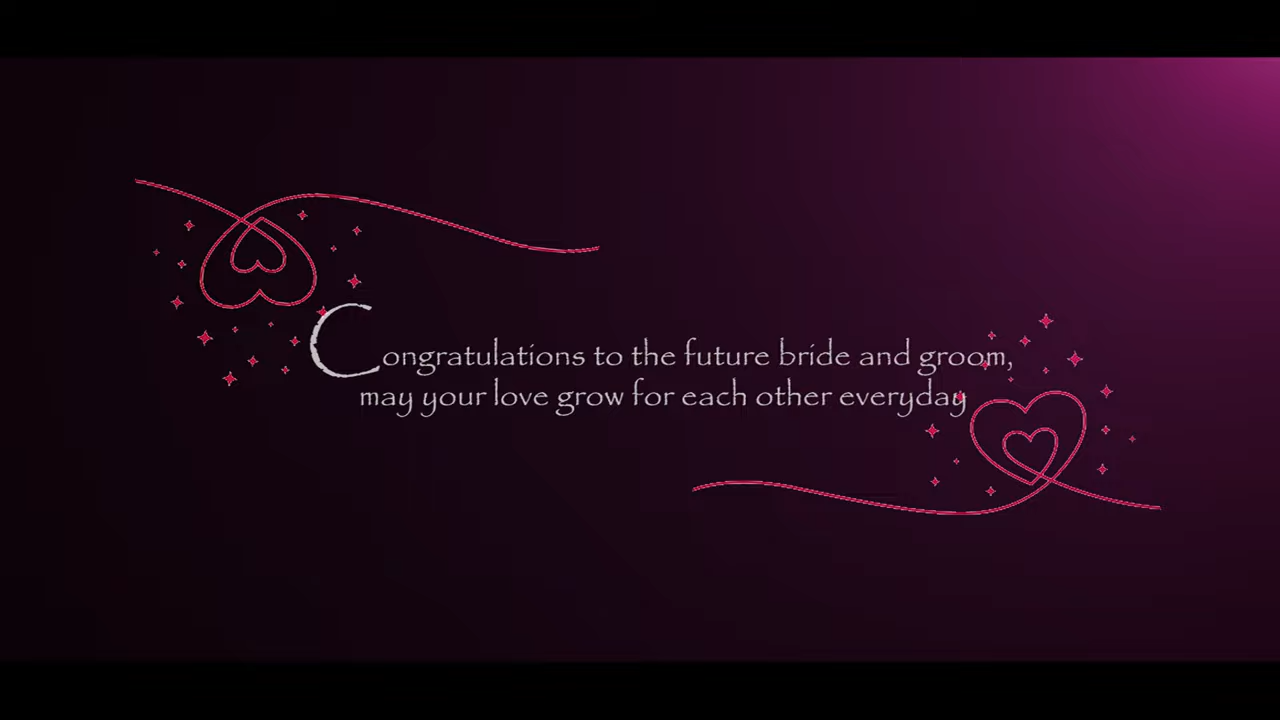 Congratulations to the future bride and groom,
may your love grow for each other everyday